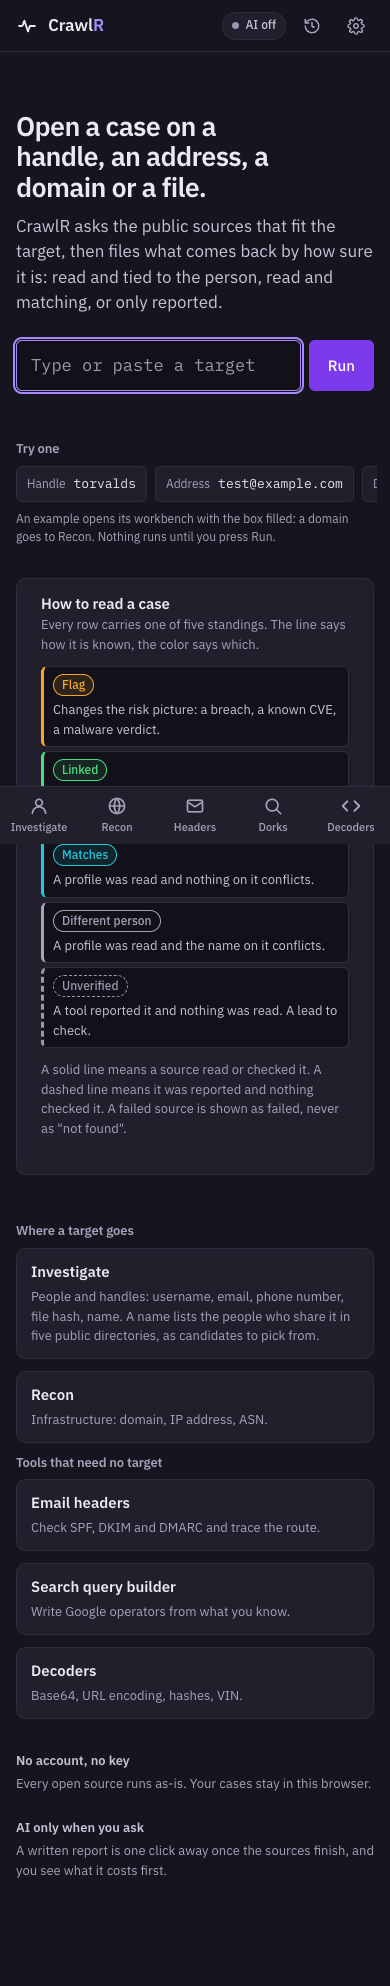 CrawlR
AI off
Open a case on a
handle, an address, a
domain or a file.
CrawlR asks the public sources that fit the
target, then files what comes back by how sure
it is: read and tied to the person, read and
matching, or only reported.
Type or paste a target
Run
Try one
Handle torvalds
Address test@example.com
An example opens its workbench with the box filled: a domain
goes to Recon. Nothing runs until you press Run.
How to read a case
Every row carries one of five standings. The line says
how it is known, the color says which.
Flag
Changes the risk picture: a breach, a known CVE,
a malware verdict.
Linked
Investigate
Recon
Headers
Dorks
Decoders
Matches
A profile was read and nothing on it conflicts.
Different person
A profile was read and the name on it conflicts.
Unverified
A tool reported it and nothing was read. A lead to
check.
A solid line means a source read or checked it. A
dashed line means it was reported and nothing
checked it. A failed source is shown as failed, never
as "not found".
Where a target goes
Investigate
People and handles: username, email, phone number,
file hash, name. A name lists the people who share it in
five public directories, as candidates to pick from.
Recon
Infrastructure: domain, IP address, ASN.
Tools that need no target
Email headers
Check SPF, DKIM and DMARC and trace the route.
Search query builder
Write Google operators from what you know.
Decoders
Base64, URL encoding, hashes, VIN.
No account, no key
Every open source runs as-is. Your cases stay in this browser.
AI only when you ask
A written report is one click away once the sources finish, and
you see what it costs first.